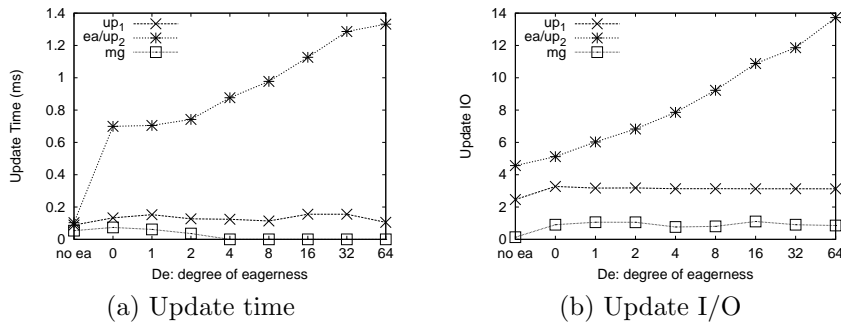 1.4
1.2
1
0.8
0.6
0.4
0.2
0
Update Time (ms)
up1
ea/up2
mg
no ea 0 1 2 4 8 16 32 64
De: degree of eagerness
(a) Update time
14
12
10
8
6
4
2
0
Update IO
up1
ea/up2
mg
no ea 0 1 2 4 8 16 32 64
De: degree of eagerness
(b) Update I/O